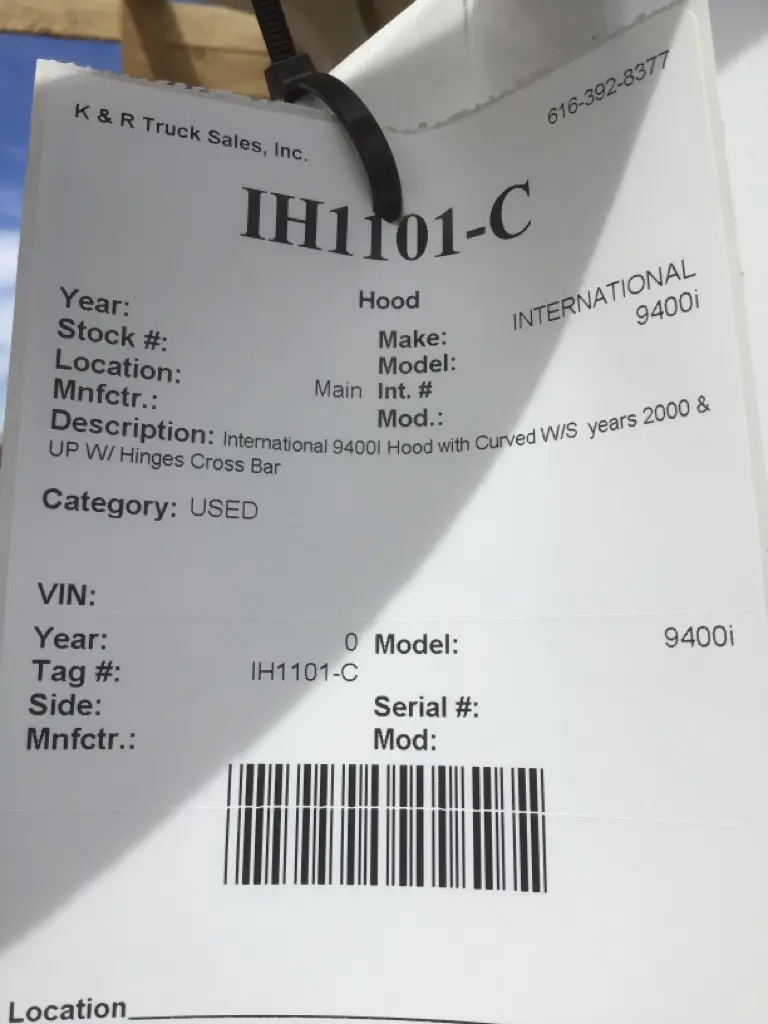 K & R Truck Sales, Inc. 616-392-8377
IH1101-C
Hood
Year: Make: INTERNATIONAL
Stock #: Model: 9400i
Location: Main Int. #
Mnfctr.: Mod.:
Description: International 9400I Hood with Curved W/S years 2000 &
UP W/ Hinges Cross Bar
Category: USED
VIN:
Year: 0 Model: 9400i
Tag #: IH1101-C
Side: Serial #:
Mnfctr.: Mod:
Location